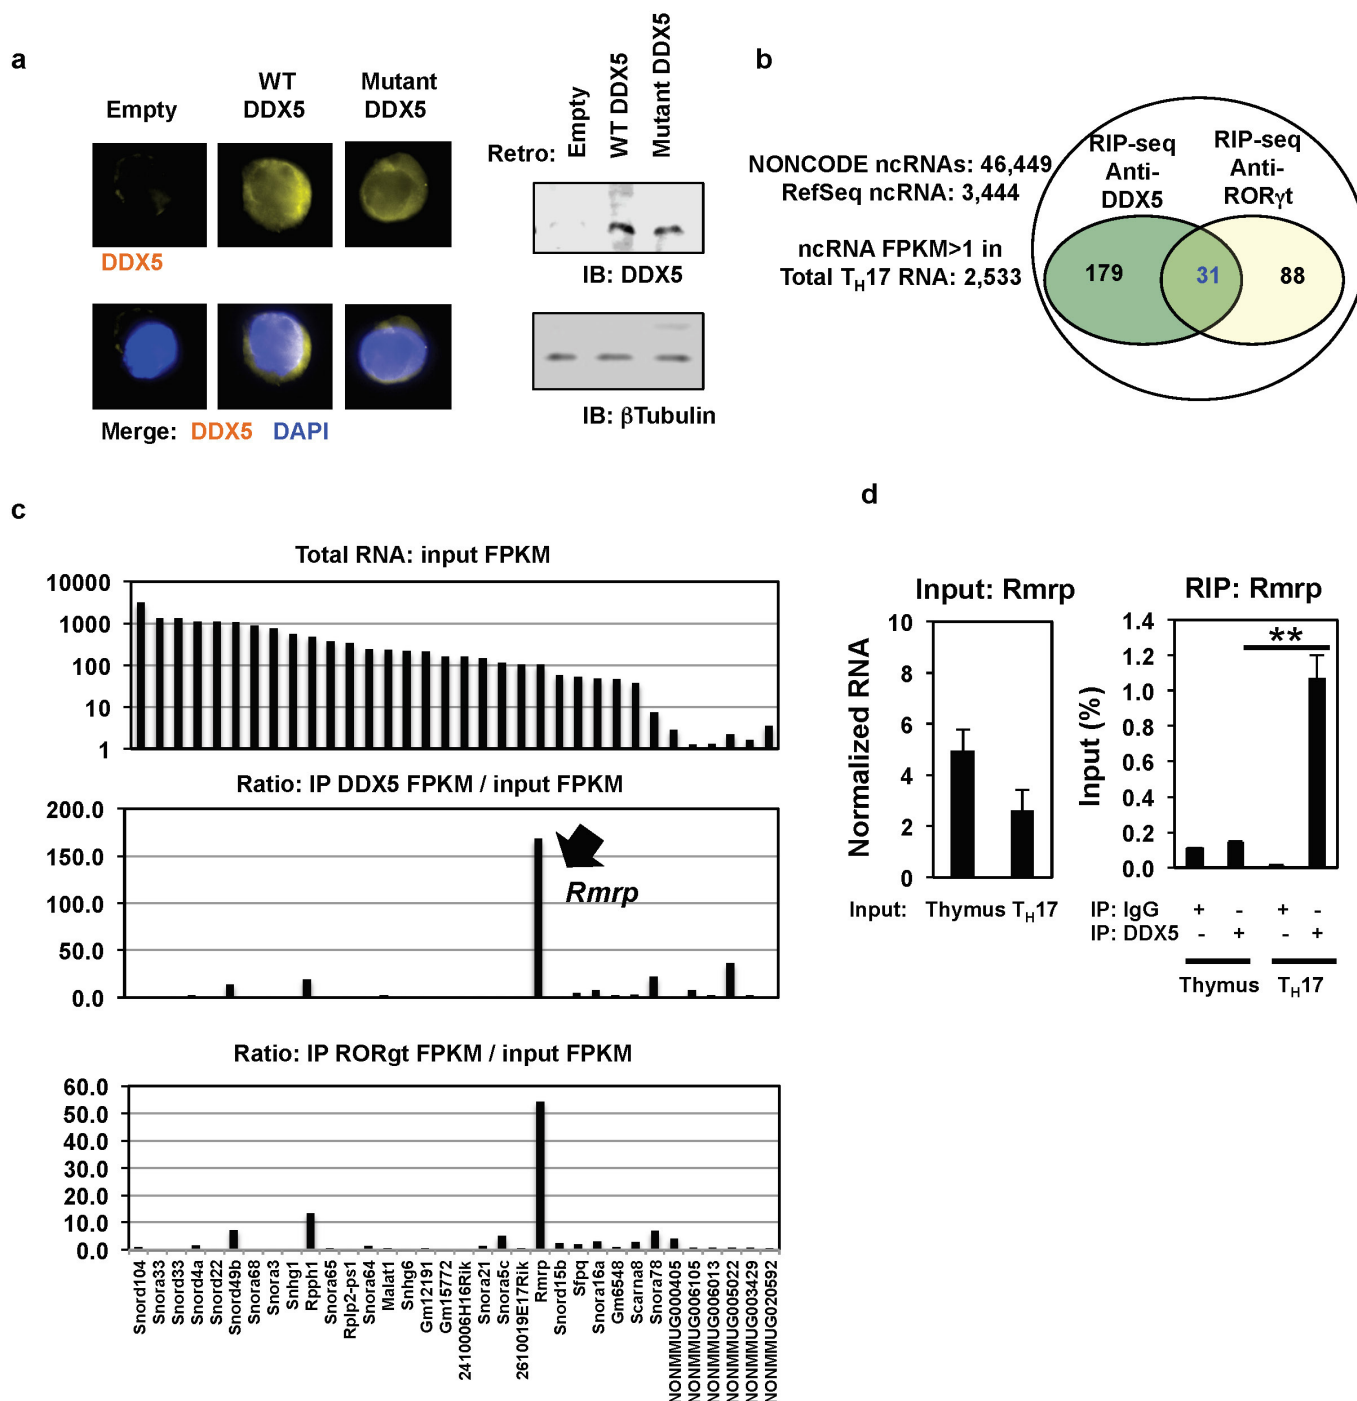 a
Empty
WT
DDX5
Mutant
DDX5
DDX5
Merge: DDX5 DAPI
Retro:
Empty
WT DDX5
Mutant DDX5
IB: DDX5
IB: βTubulin
b
NONCODE ncRNAs: 46,449
RefSeq ncRNA: 3,444
ncRNA FPKM>1 in
Total TH17 RNA: 2,533
RIP-seq
Anti-
DDX5
RIP-seq
Anti-
RORγt
179
31
88
c
Total RNA: input FPKM
10000
1000
100
10
1
Ratio: IP DDX5 FPKM / input FPKM
200.0
150.0
100.0
50.0
0.0
Rmrp
Ratio: IP RORgt FPKM / input FPKM
60.0
50.0
40.0
30.0
20.0
10.0
0.0
Snord104
Snora33
Snord33
Snord4a
Snord22
Snord49b
Snora68
Snora3
Snhg1
Rpph1
Snora65
Rplp2-ps1
Snora64
Malat1
Snhg6
Gm12191
Gm15772
2410006H16Rik
Snora21
Snora5c
2610019E17Rik
Rmrp
Snord15b
Sfpq
Snora16a
Gm6548
Scarna8
Snora78
NONMMUG000405
NONMMUG006105
NONMMUG006013
NONMMUG005022
NONMMUG003429
NONMMUG020592
d
Input: Rmrp
Normalized RNA
10
8
6
4
2
0
Input: Thymus TH17
RIP: Rmrp
Input (%)
1.4
1.2
1.0
0.8
0.6
0.4
0.2
0.0
**
IP: IgG + - + -
IP: DDX5 - + - +
Thymus TH17